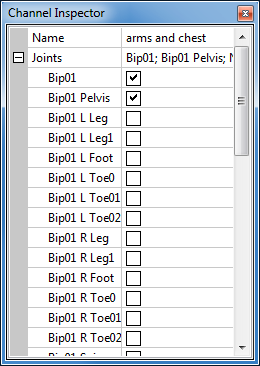 Channel Inspector
Name arms and chest
Joints Bip01; Bip01 Pelvis;
Bip01
Bip01 Pelvis
Bip01 L Leg
Bip01 L Leg1
Bip01 L Foot
Bip01 L Toe0
Bip01 L Toe01
Bip01 L Toe02
Bip01 R Leg
Bip01 R Leg1
Bip01 R Foot
Bip01 R Toe0
Bip01 R Toe01
Bip01 R Toe02
Bip01